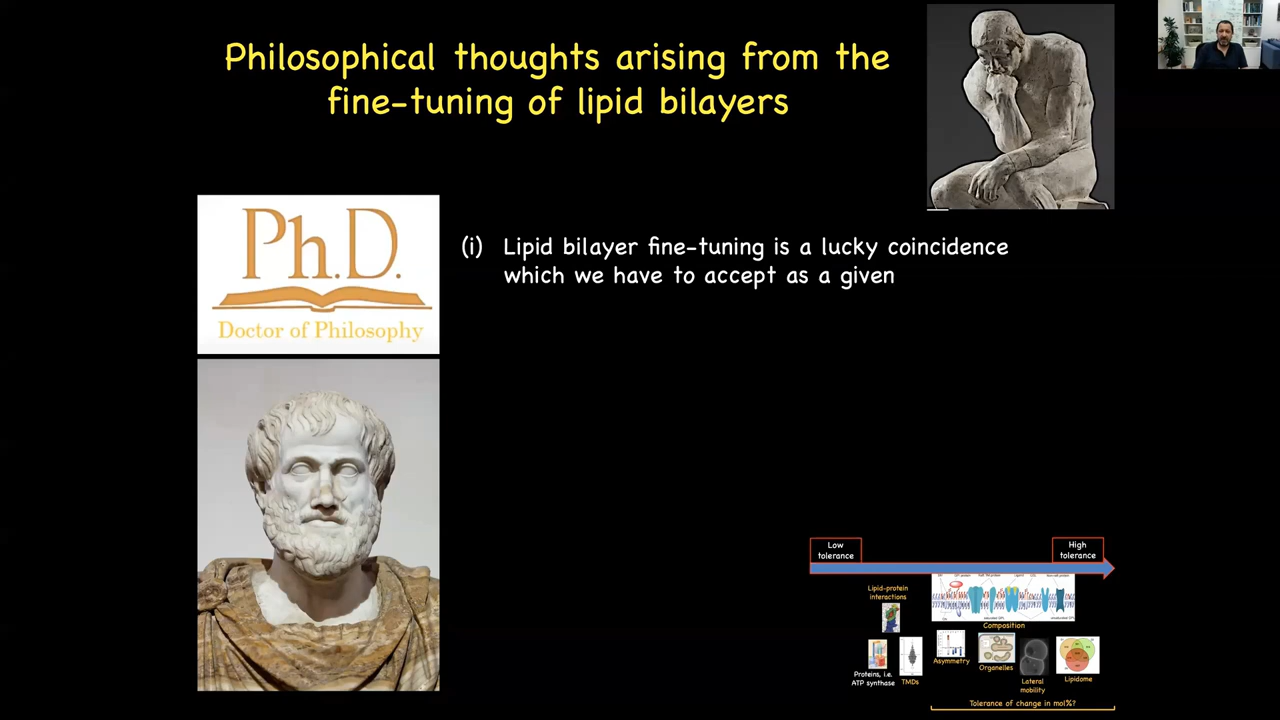 Philosophical thoughts arising from the
fine-tuning of lipid bilayers
Ph.D.
Doctor of Philosophy
(i) Lipid bilayer fine-tuning is a lucky coincidence
which we have to accept as a given
Low
tolerance
High
tolerance
Lipid-protein
interactions
Composition
Proteins, i.e.
ATP synthase
TMDs
Asymmetry
Organelles
Lateral
mobility
Lipidome
Tolerance of change in mol%?